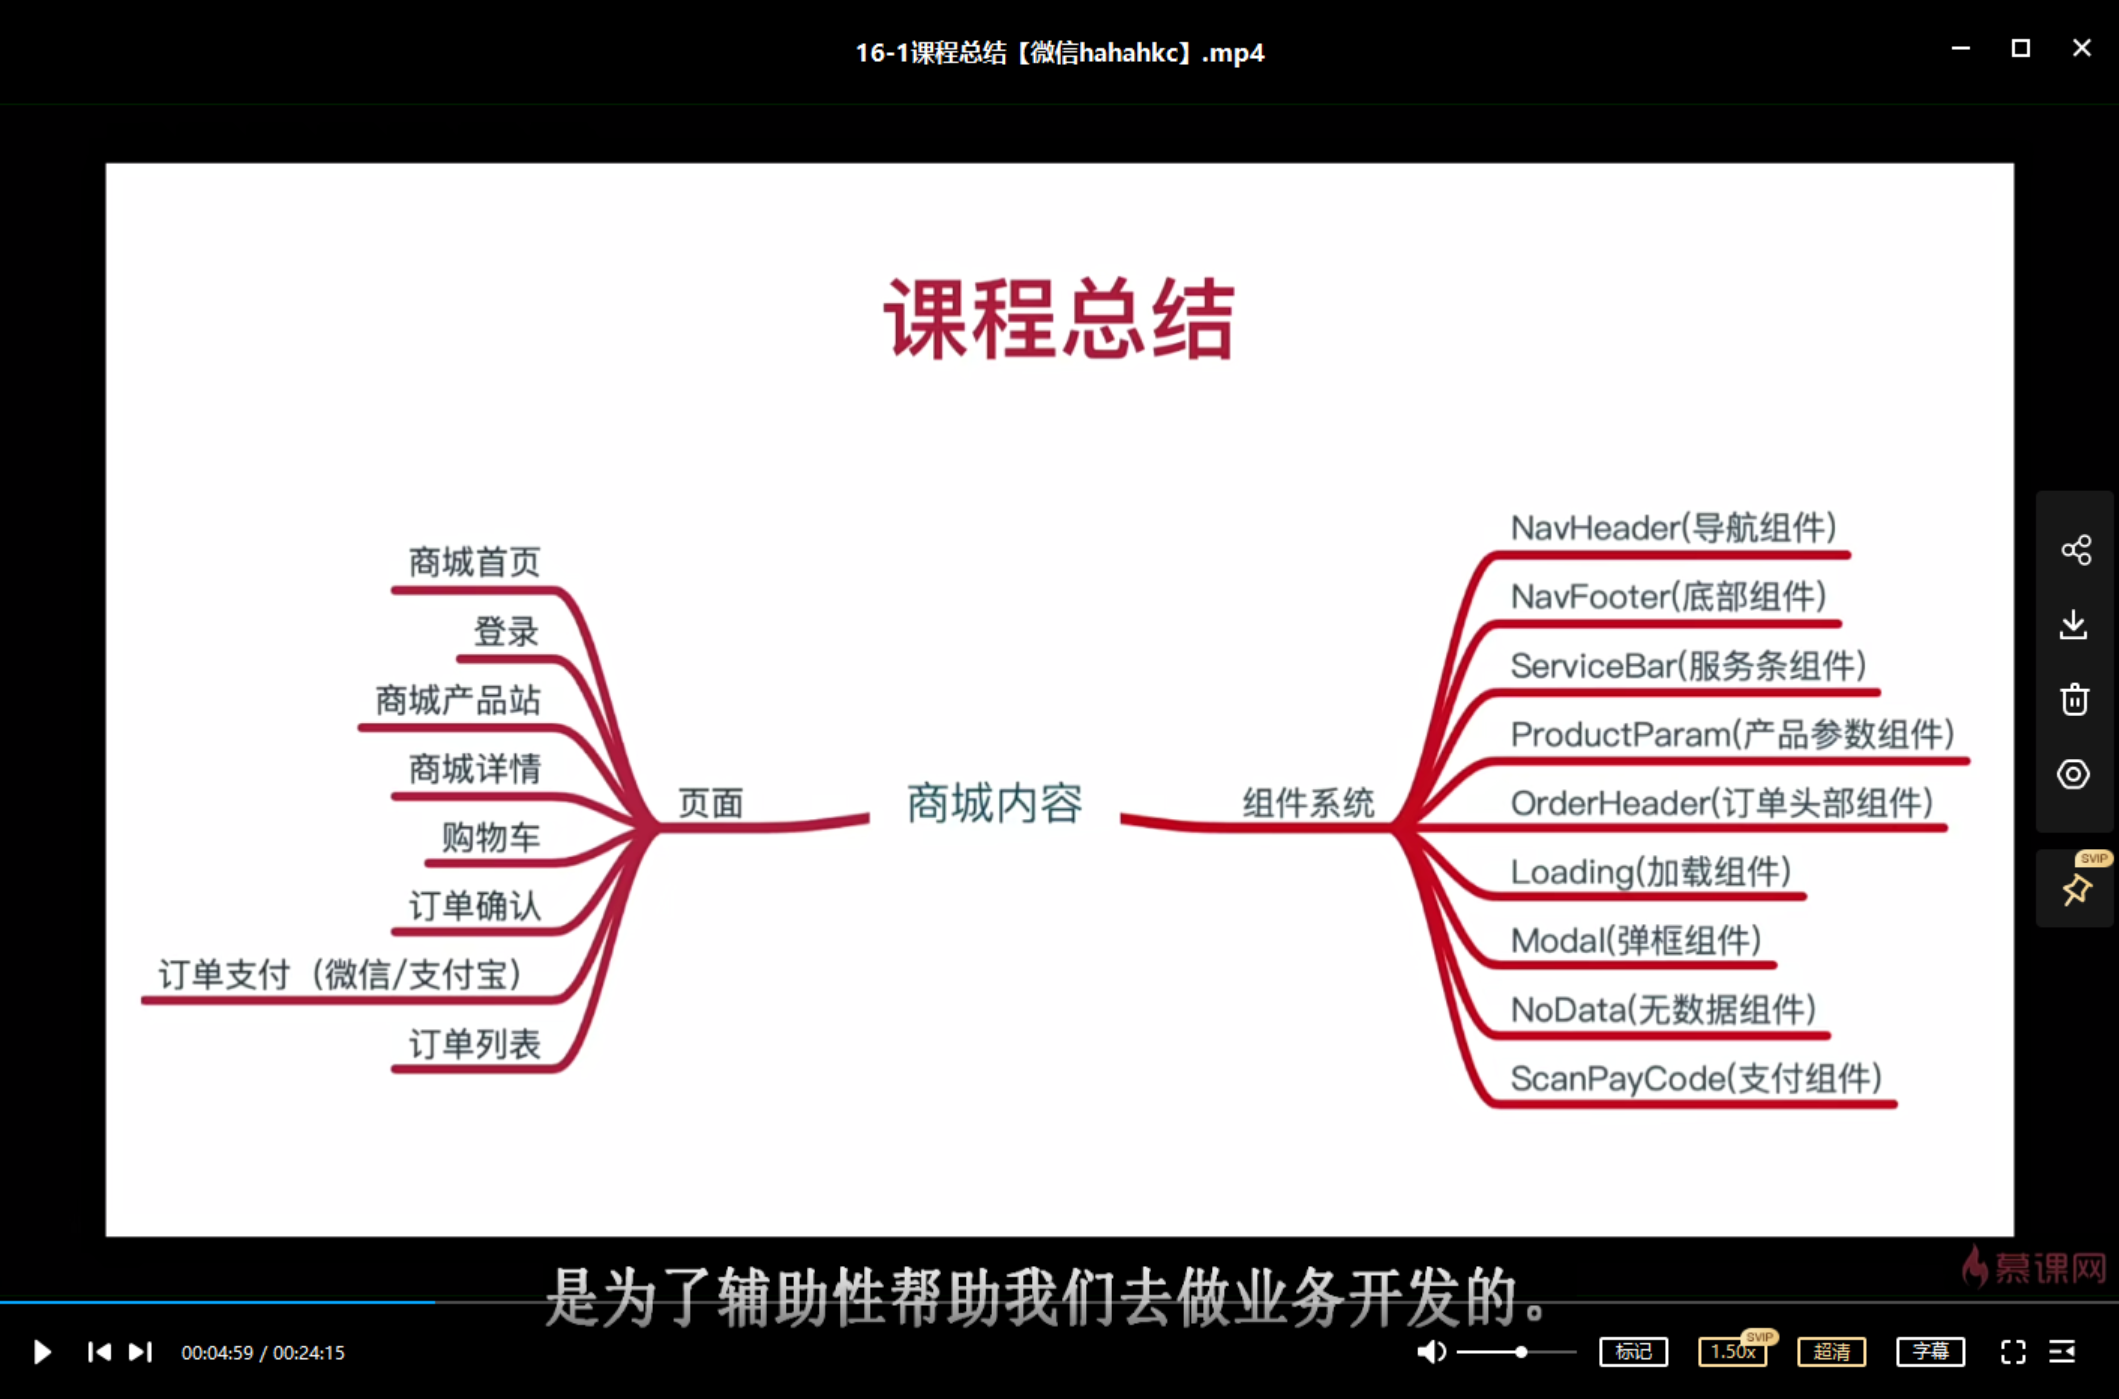 16-1课程总结【微信hahahkc】.mp4
课程总结
商城首页
登录
商城产品站
商城详情
购物车
订单确认
订单支付（微信/支付宝）
订单列表
页面
商城内容
组件系统
NavHeader(导航组件)
NavFooter(底部组件)
ServiceBar(服务条组件)
ProductParam(产品参数组件)
OrderHeader(订单头部组件)
Loading(加载组件)
Modal(弹框组件)
NoData(无数据组件)
ScanPayCode(支付组件)
SVIP
慕课网
是为了辅助性帮助我们去做业务开发的。
00:04:59 / 00:24:15
标记
1.50x
SVIP
超清
字幕